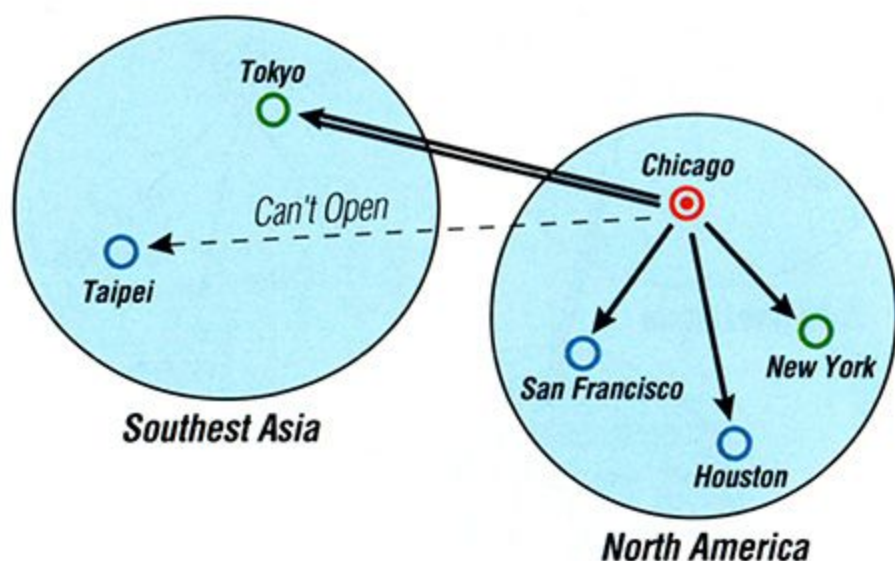 Tokyo
Chicago
Can't Open
Taipei
San Francisco
New York
Houston
Southest Asia
North America